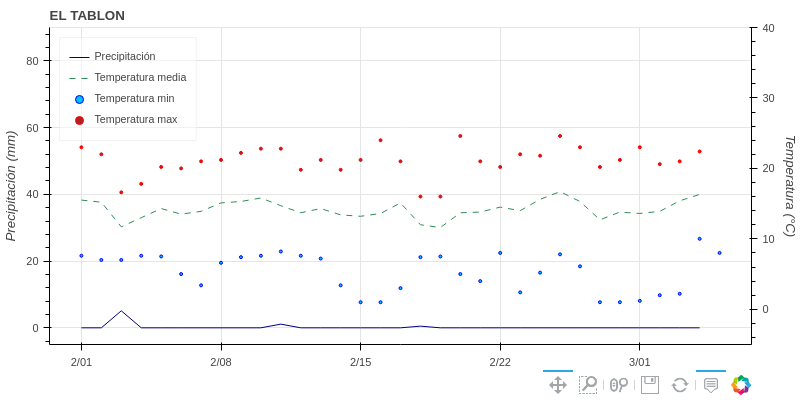 EL TABLON
Precipitación
Temperatura media
Temperatura min
Temperatura max
Precipitación (mm)
80
60
40
20
0
Temperatura (°C)
40
30
20
10
0
2/01
2/08
2/15
2/22
3/01